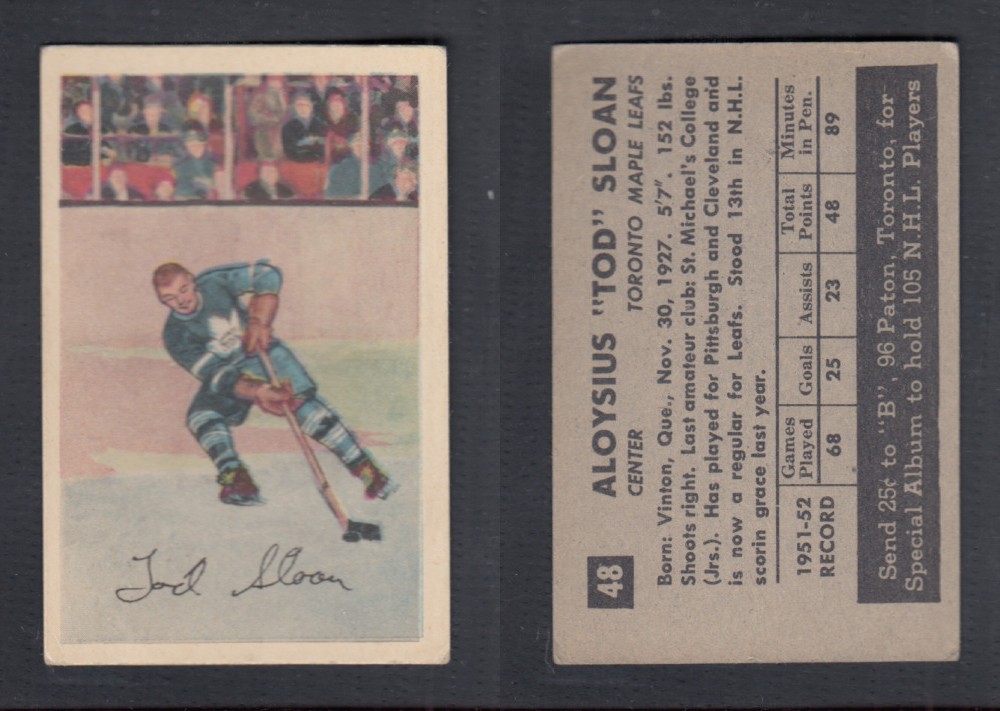 Tod Sloan
48
ALOYSIUS "TOD" SLOAN
CENTER TORONTO MAPLE LEAFS
Born: Vinton, Que., Nov. 30, 1927. 5'7". 152 lbs.
Shoots right. Last amateur club: St. Michael's College
(Jrs.). Has played for Pittsburgh and Cleveland and
is now a regular for Leafs. Stood 13th in N.H.L.
scorin grace last year.
1951-52 RECORD
Games Played Goals Assists Total Points Minutes in Pen.
68 25 23 48 89
Send 25¢ to "B", 96 Paton, Toronto, for
Special Album to hold 105 N.H.L. Players